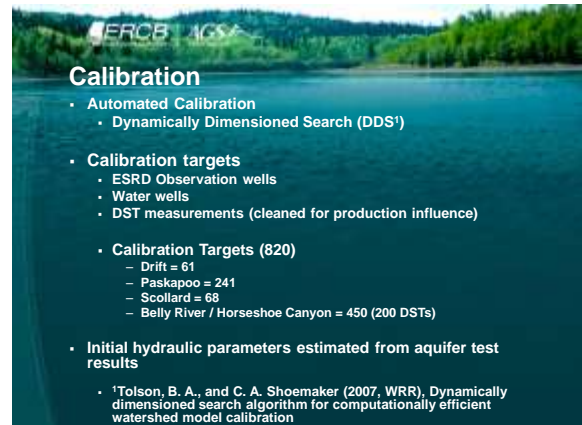 ERCB AGS
Calibration
▪ Automated Calibration
▪ Dynamically Dimensioned Search (DDS¹)
▪ Calibration targets
▪ ESRD Observation wells
▪ Water wells
▪ DST measurements (cleaned for production influence)
▪ Calibration Targets (820)
– Drift = 61
– Paskapoo = 241
– Scollard = 68
– Belly River / Horseshoe Canyon = 450 (200 DSTs)
▪ Initial hydraulic parameters estimated from aquifer test
results
▪ ¹Tolson, B. A., and C. A. Shoemaker (2007, WRR), Dynamically
dimensioned search algorithm for computationally efficient
watershed model calibration